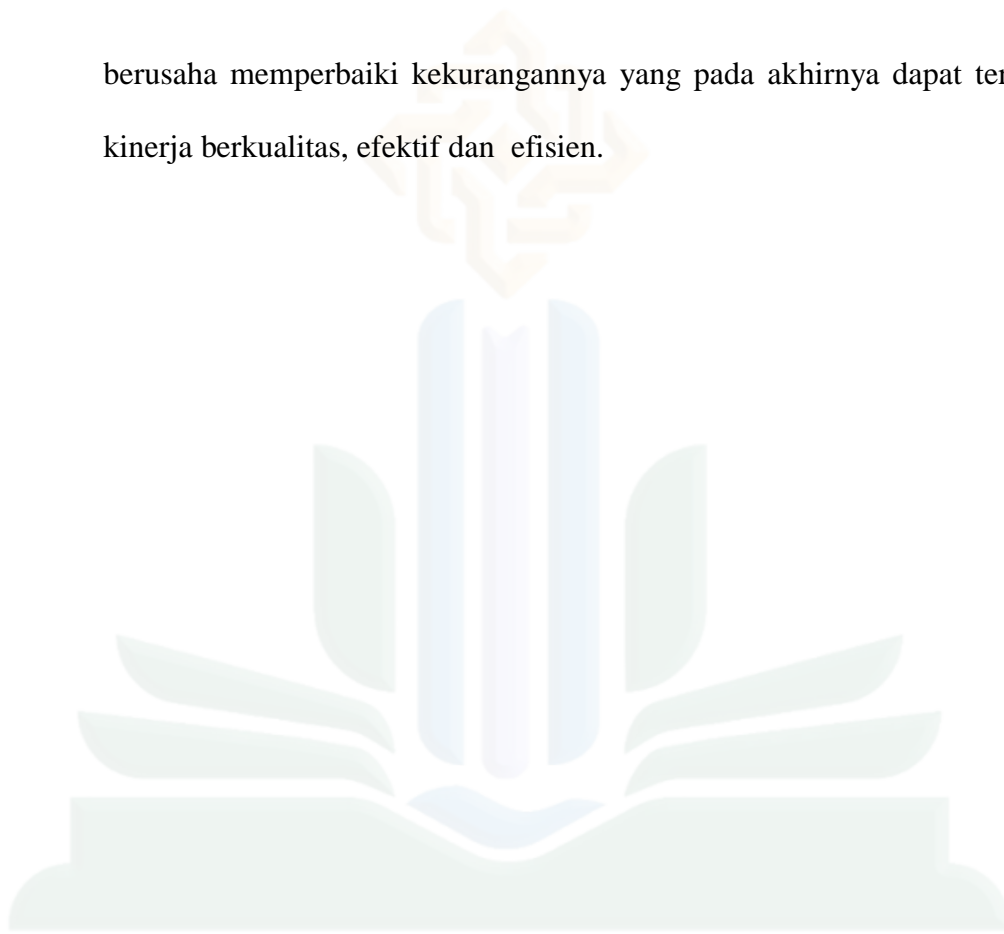 berusaha memperbaiki kekurangannya yang pada akhirnya dapat
kinerja berkualitas, efektif dan efisien.